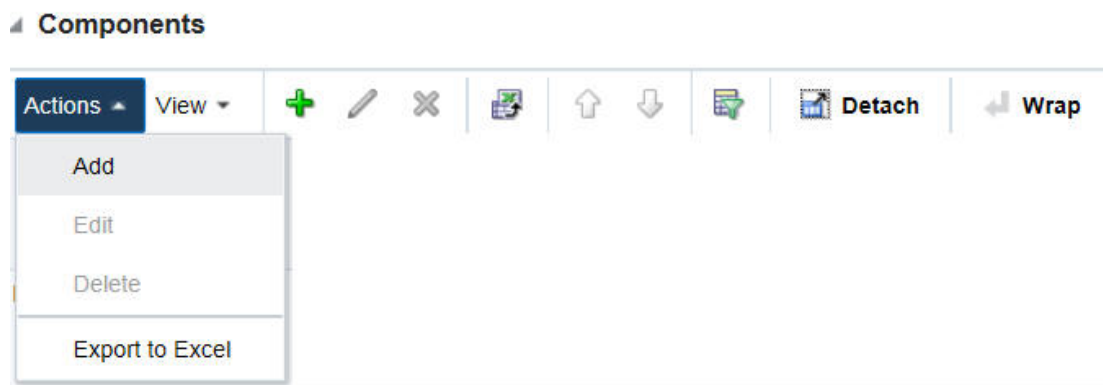 Components
Actions View Detach Wrap
Add
Edit
Delete
Export to Excel